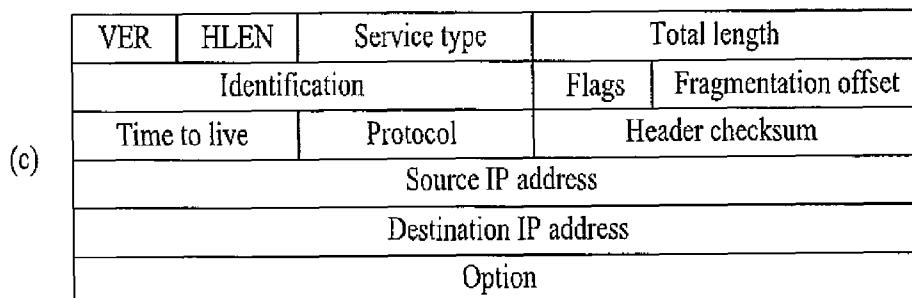 VER HLEN Service type Total length
Identification Flags Fragmentation offset
Time to live Protocol Header checksum
(c)
Source IP address
Destination IP address
Option